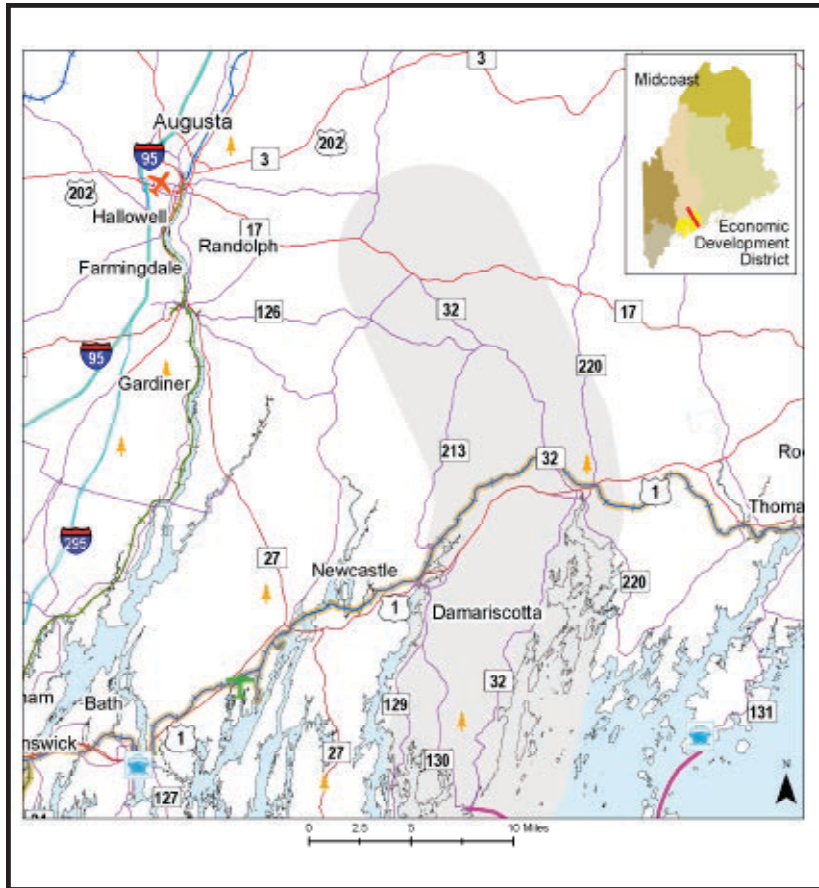 3
Midcoast
Augusta
202
95
3
202
Hallowell
17
Randolph
Economic
Development
District
Farmingdale
126
32
17
95
220
Gardiner
213
32
Ro
1
Thoma
295
27
Newcastle
220
1
Damariscotta
32
am
Bath
129
131
nswick
1
27
130
N
127
0 2.5 5 10 Miles